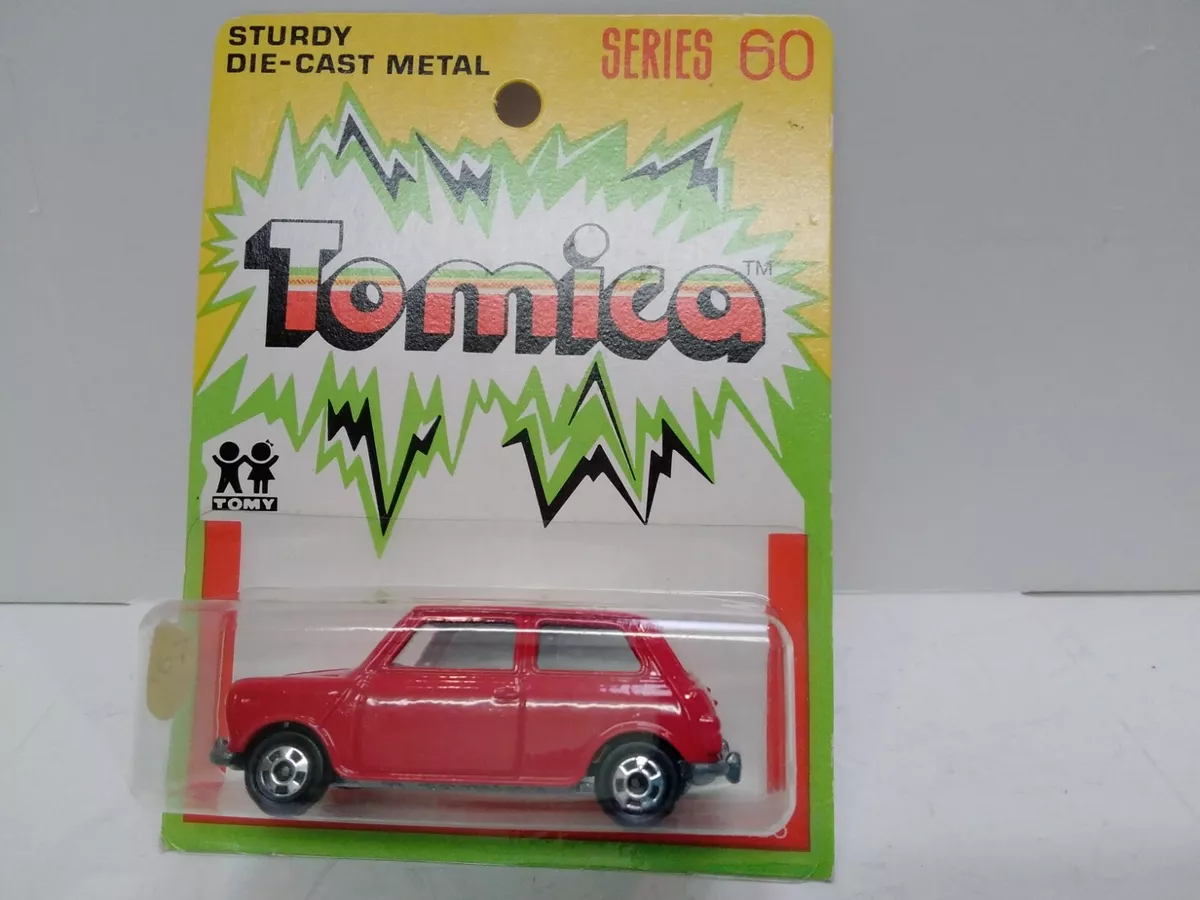 STURDY
DIE-CAST METAL
SERIES 60
Tomica™
TOMY